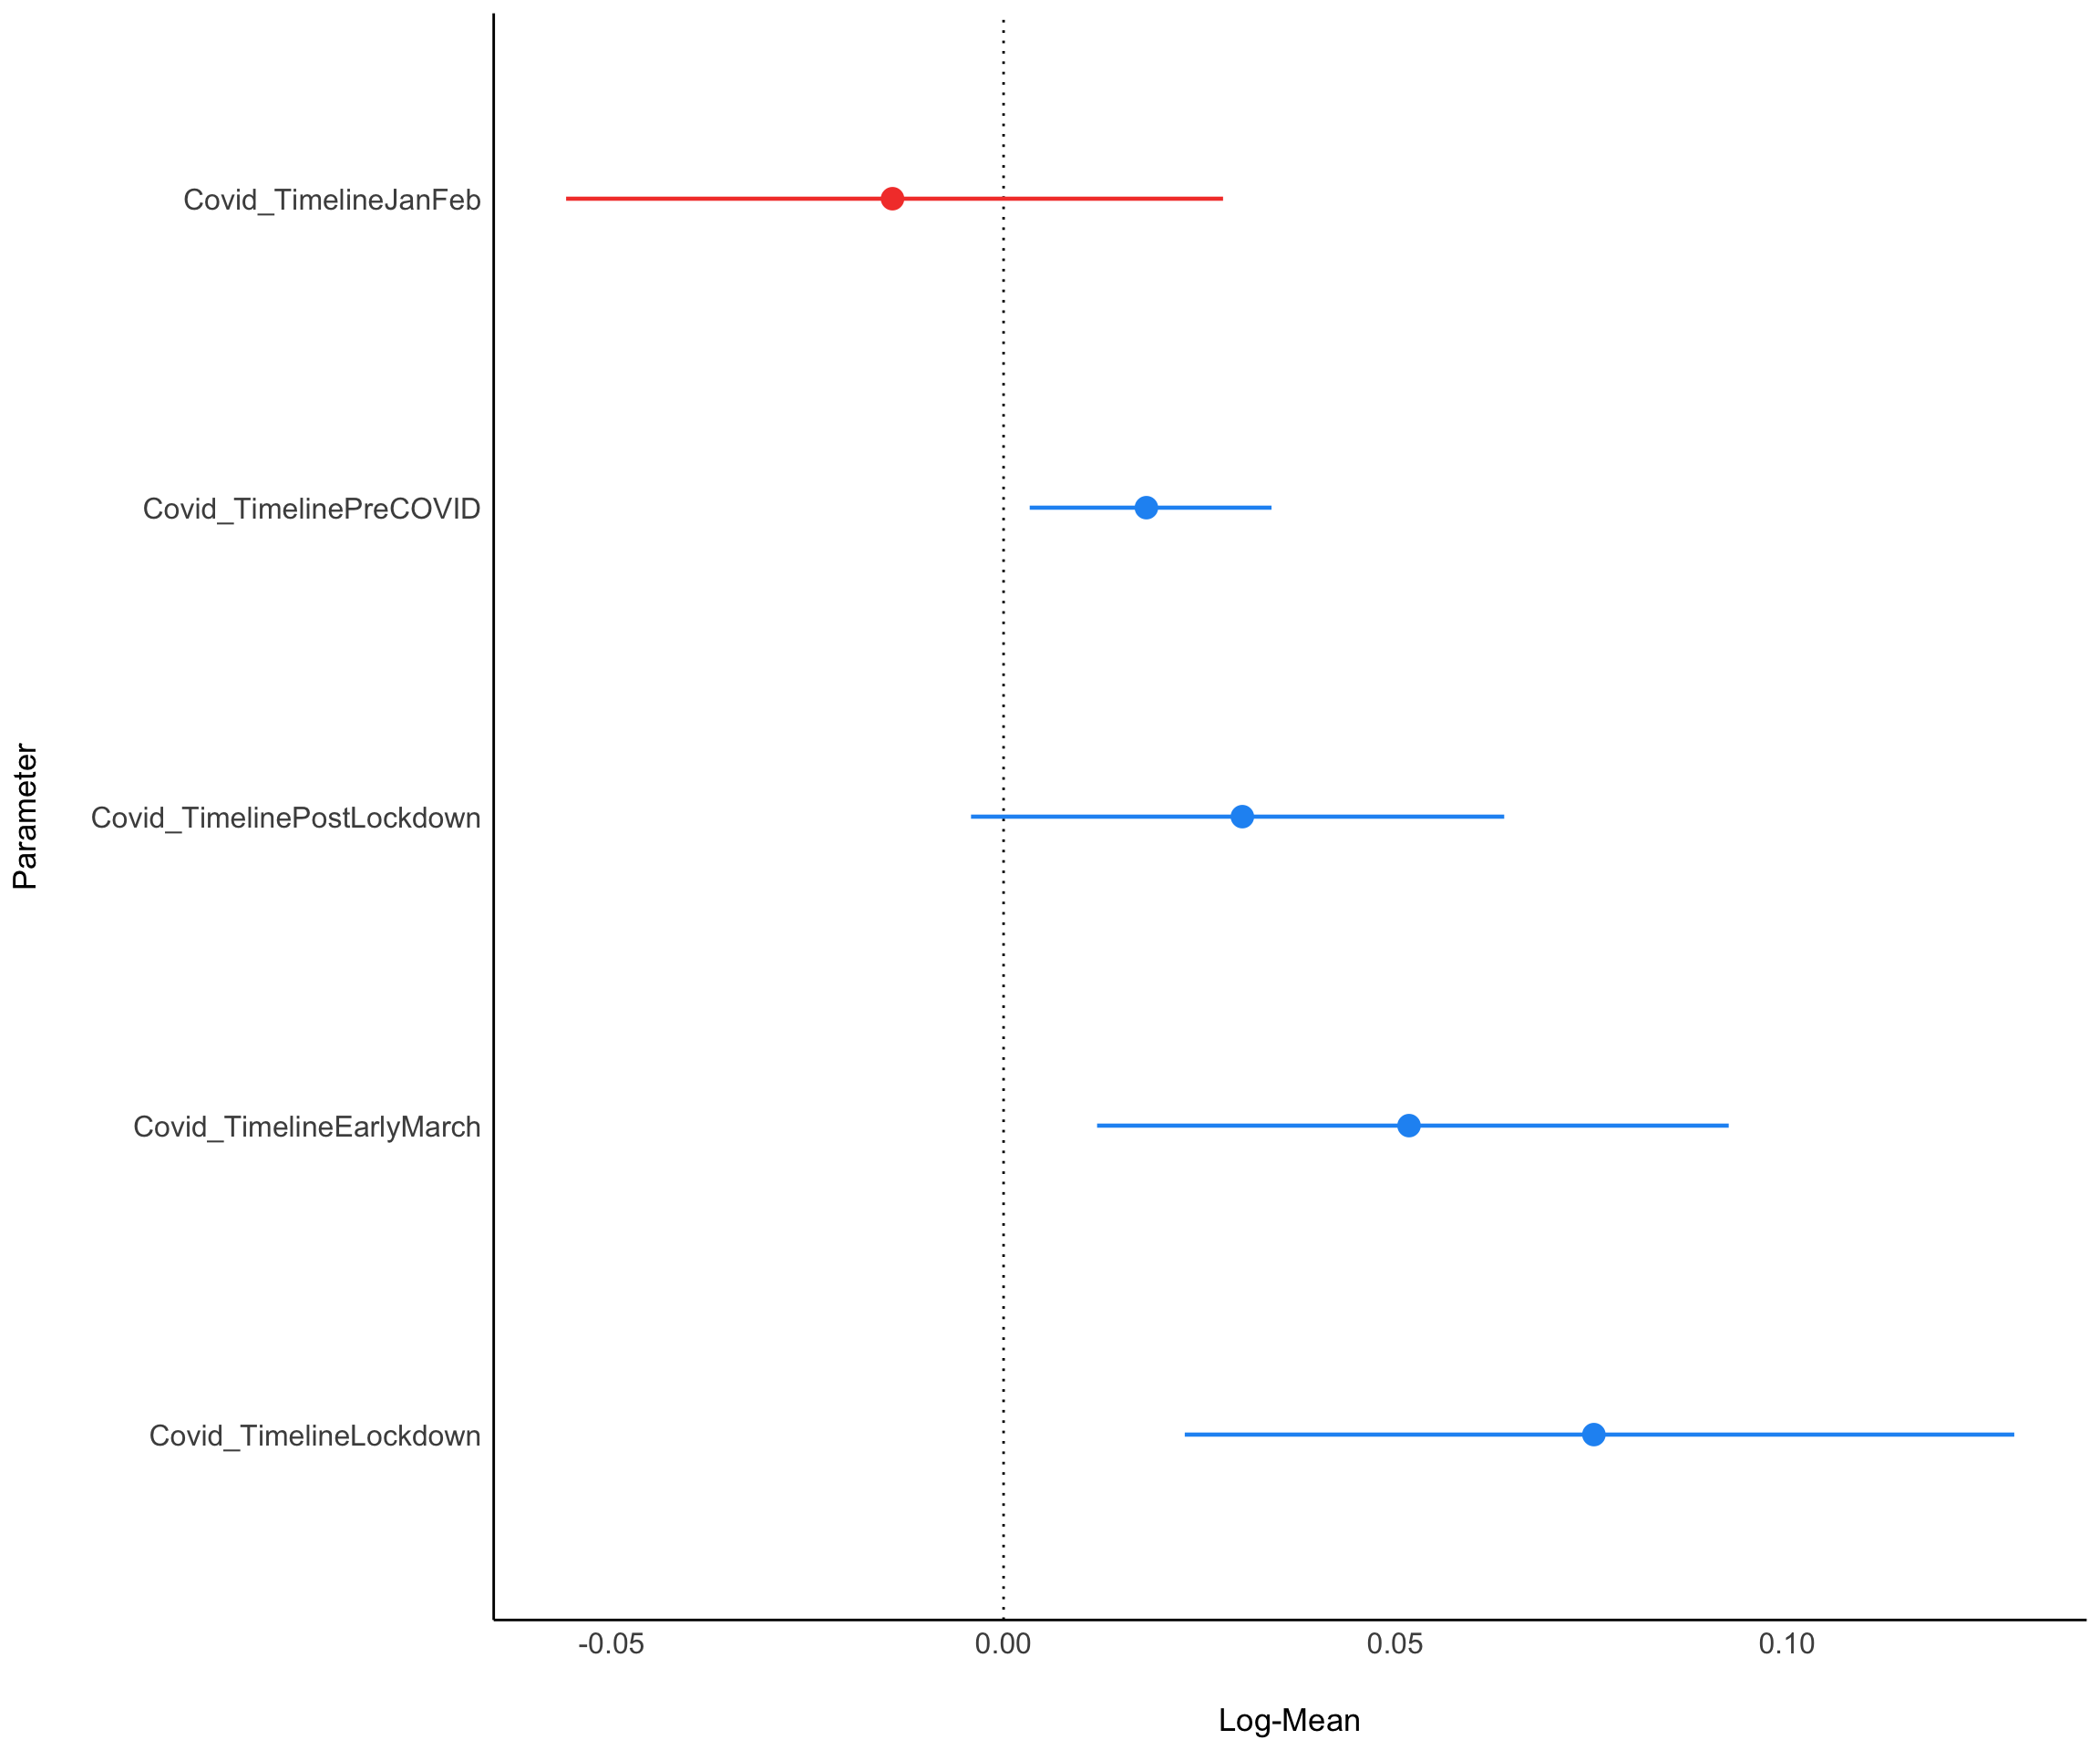 Covid_TimelineJanFeb
Covid_TimelinePreCOVID
Covid_TimelinePostLockdown
Covid_TimelineEarlyMarch
Covid_TimelineLockdown
Parameter
-0.05 0.00 0.05 0.10
Log-Mean